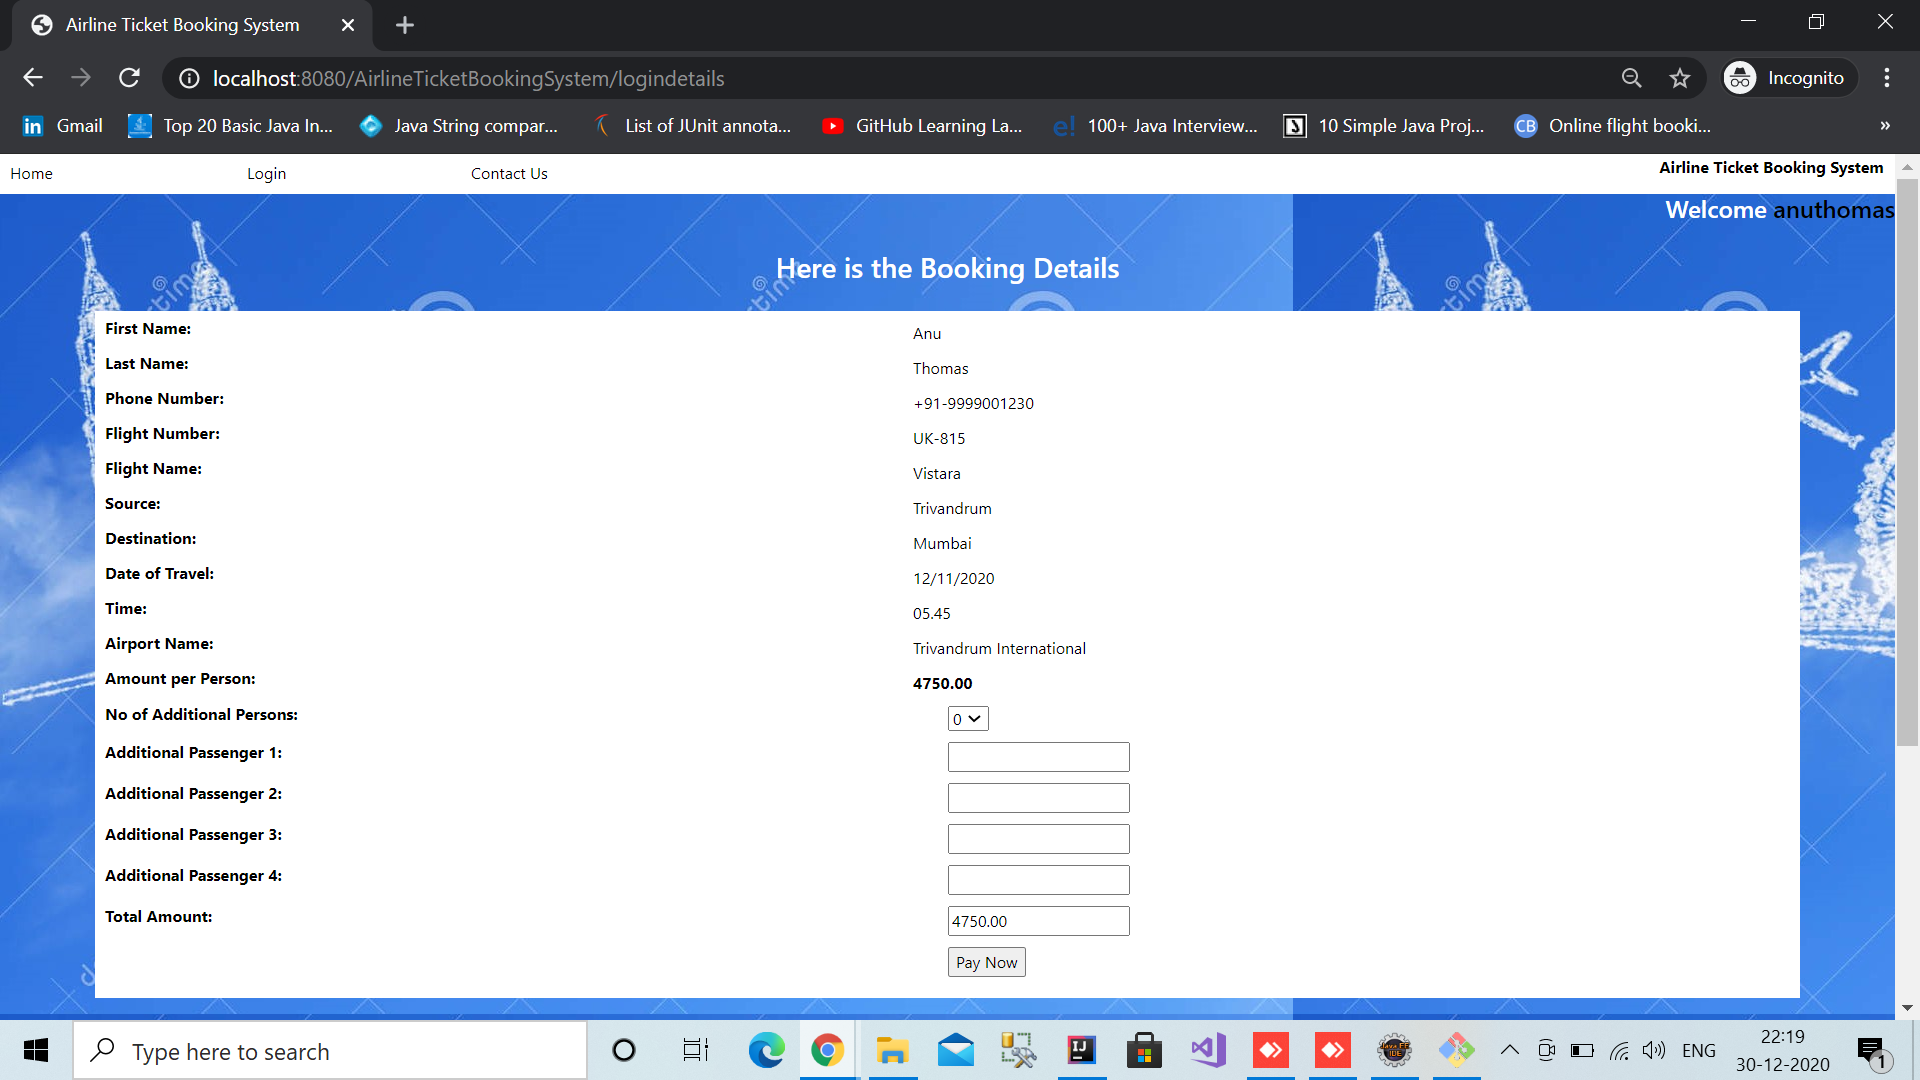 Airline Ticket Booking System
localhost:8080/AirlineTicketBookingSystem/logindetails
Incognito
Gmail Top 20 Basic Java In... Java String compar... List of JUnit annota... GitHub Learning La... 100+ Java Interview... 10 Simple Java Proj... CB Online flight booki... »
Home Login Contact Us Airline Ticket Booking System
Welcome anuthomas
Here is the Booking Details
First Name: Anu
Last Name: Thomas
Phone Number: +91-9999001230
Flight Number: UK-815
Flight Name: Vistara
Source: Trivandrum
Destination: Mumbai
Date of Travel: 12/11/2020
Time: 05.45
Airport Name: Trivandrum International
Amount per Person: 4750.00
No of Additional Persons: 0
Additional Passenger 1:
Additional Passenger 2:
Additional Passenger 3:
Additional Passenger 4:
Total Amount: 4750.00
Pay Now
Type here to search
ENG
22:19
30-12-2020
1